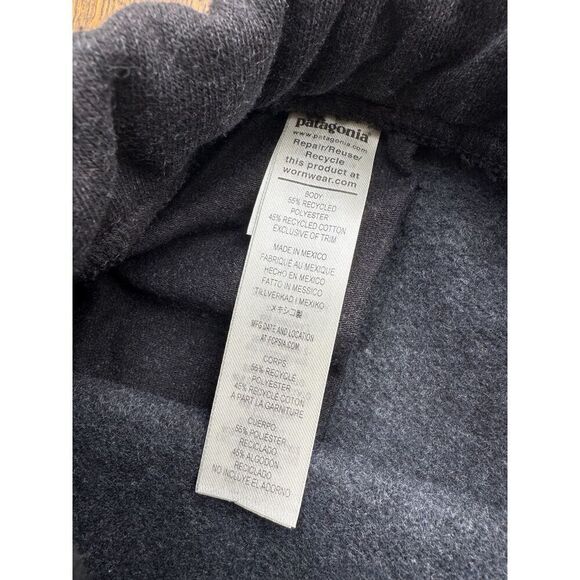 patagonia
www.patagonia.com
Repair/Reuse/
Recycle
this product at
wornwear.com
BODY:
55% RECYCLED
POLYESTER
45% RECYCLED COTTON
EXCLUSIVE OF TRIM
MADE IN MEXICO
FABRIQUÉ AU MEXIQUE
HECHO EN MEXICO
FATTO IN MESSICO
TILLVERKAD I MEXIKO
メキシコ製
MFG DATE AND LOCATION
AT FCPSIA.COM
CORPS:
55% RECYCLÉ
POLYESTER
45% RECYCLÉ COTON
À PART LA GARNITURE
CUERPO:
55% POLIÉSTER
RECICLADO
45% ALGODÓN
RECICLADO
NO INCLUYE EL ADORNO